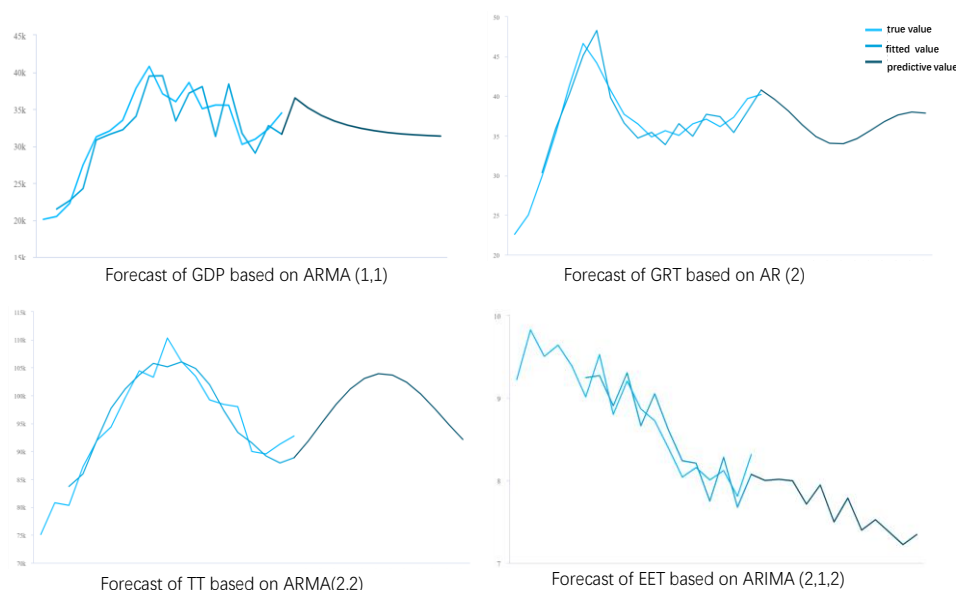 45k
40k
35k
30k
25k
20k
15k
Forecast of GDP based on ARMA (1,1)
50
45
40
35
30
25
20
true value
fitted value
predictive value
Forecast of GRT based on AR (2)
115k
110k
105k
100k
95k
90k
85k
80k
75k
70k
Forecast of TT based on ARMA(2,2)
10
9
8
7
Forecast of EET based on ARIMA (2,1,2)